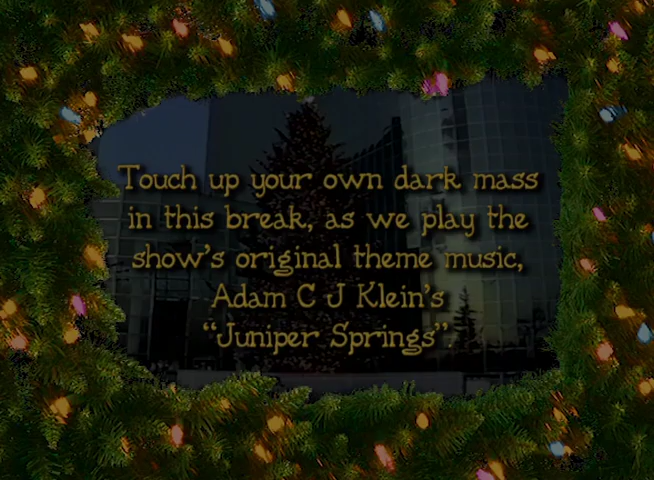 Touch up your own dark mass
in this break, as we play the
show's original theme music,
Adam C J Klein's
"Juniper Springs".